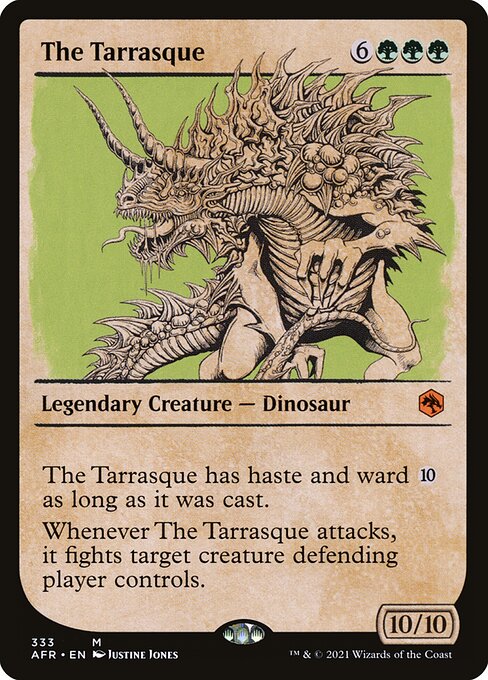 The Tarrasque 6
Legendary Creature — Dinosaur
The Tarrasque has haste and ward 10
as long as it was cast.
Whenever The Tarrasque attacks,
it fights target creature defending
player controls.
10/10
333 M
AFR • EN Justine Jones
™ & © 2021 Wizards of the Coast